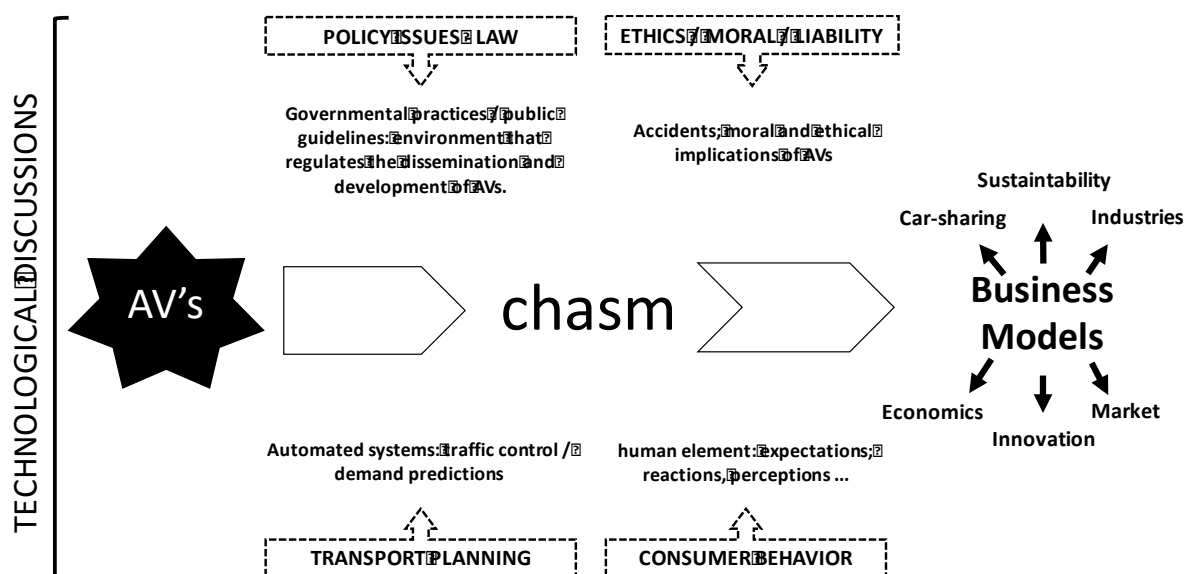 TECHNOLOGICAL DISCUSSIONS
POLICY ISSUES LAW
Governmental practices / public
guidelines: environment that
regulates the dissemination and
development of AVs.
ETHICS / MORAL / LIABILITY
Accidents; moral and ethical
implications of AVs
AV's
chasm
Sustaintability
Car-sharing
Industries
Business
Models
Economics
Market
Innovation
Automated systems: traffic control /
demand predictions
TRANSPORT PLANNING
human element: expectations;
reactions, perceptions ...
CONSUMER BEHAVIOR